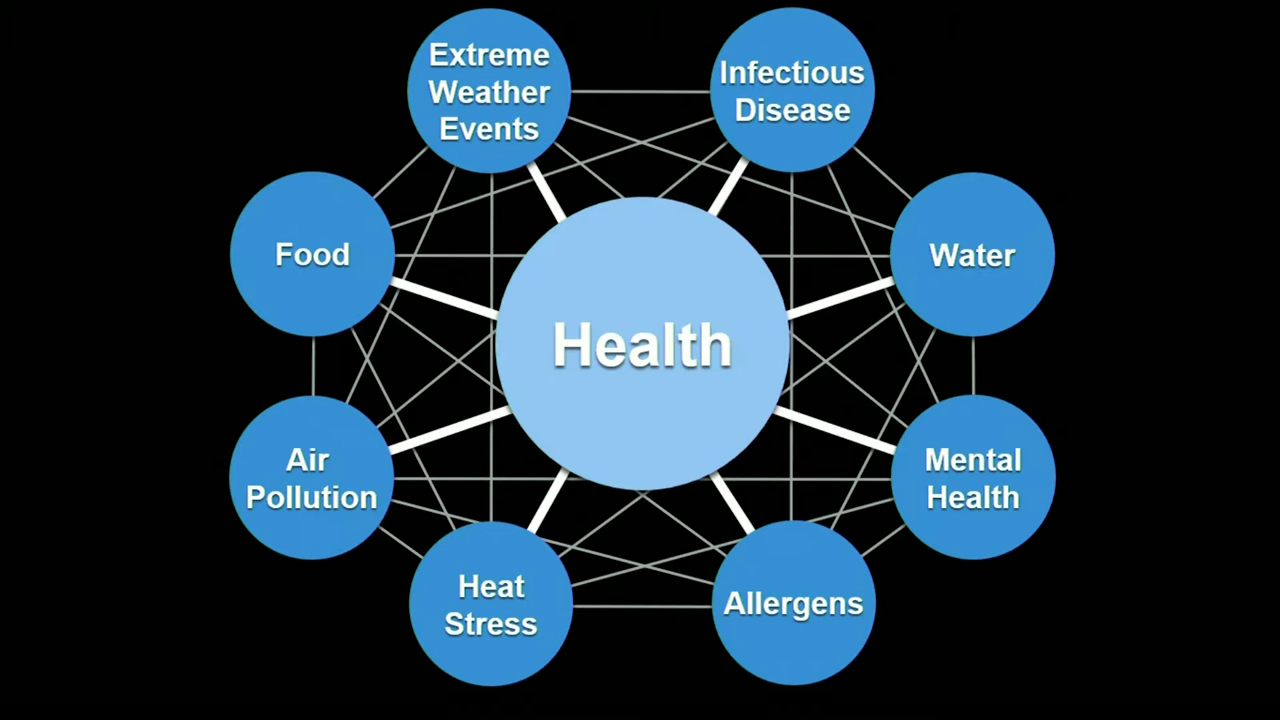 Extreme
Weather
Events
Infectious
Disease
Food
Water
Health
Air
Pollution
Mental
Health
Heat
Stress
Allergens